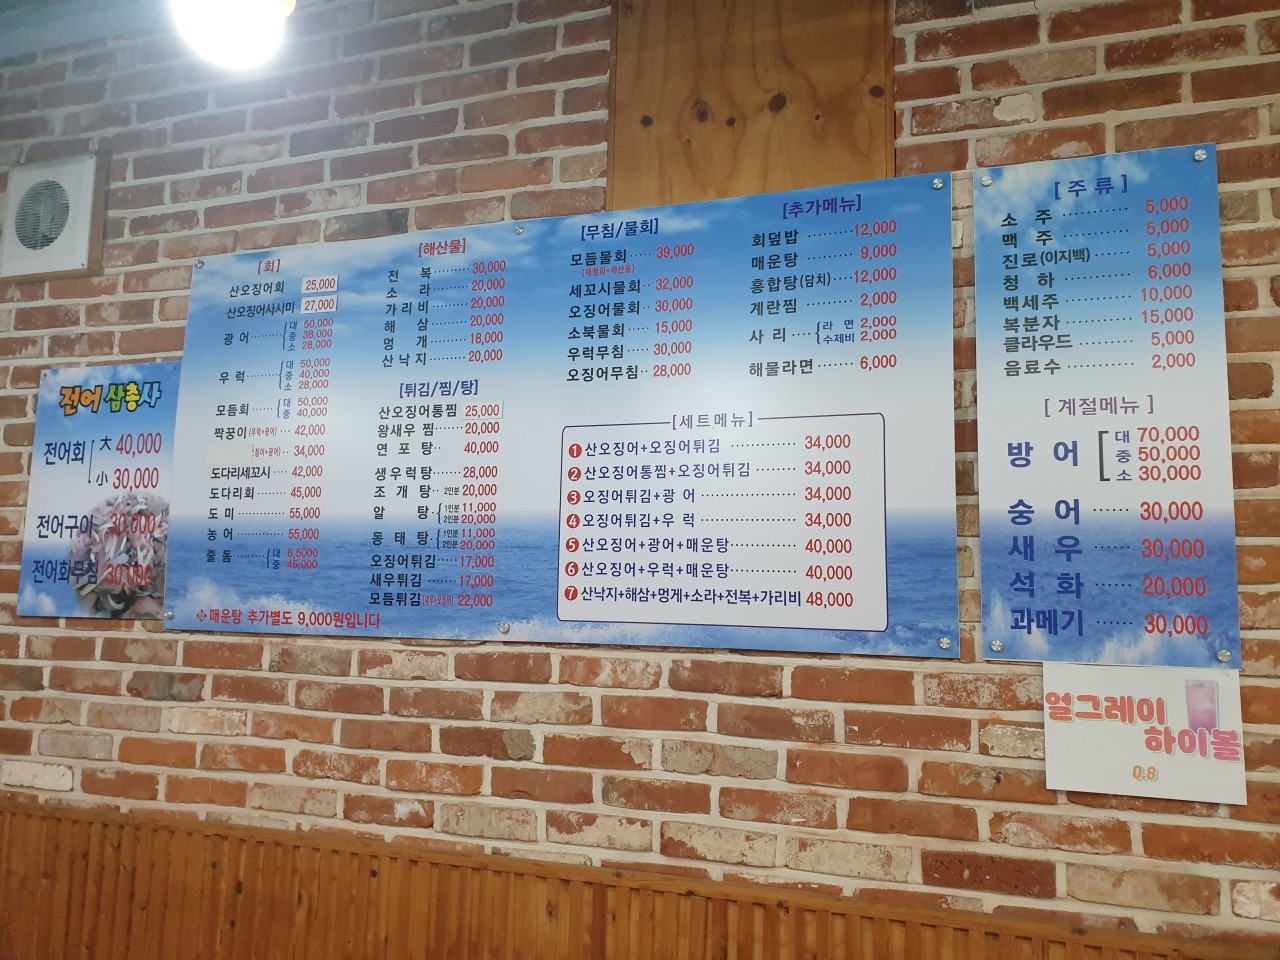 전어 삼총사
전어회 大 40,000
小 30,000
전어구이 30,000
전어회무침 30,000
[회]
산오징어회 25,000
산오징어사시미 27,000
광어 대 50,000
중 38,000
소 28,000
우럭 대 50,000
중 40,000
소 28,000
모듬회 대 50,000
중 40,000
짝꿍이(우럭+광어) 42,000
34,000
도다리세꼬시 42,000
도다리회 45,000
도미 55,000
농어 55,000
줄돔 대 6,5000
중 45,000
※매운탕 추가별도 9,000원입니다
[해산물]
전복 30,000
소라 20,000
가리비 20,000
해삼 20,000
멍개 18,000
산낙지 20,000
[튀김/찜/탕]
산오징어통찜 25,000
왕새우 찜 20,000
연포탕 40,000
생우럭탕 28,000
조개탕 2인분 20,000
알탕 1인분 11,000
2인분 20,000
동태탕 1인분 11,000
2인분 20,000
오징어튀김 17,000
새우튀김 17,000
모듬튀김(새우+오징어) 22,000
[무침/물회]
모듬물회 39,000
(제철회+해산물)
세꼬시물회 32,000
오징어물회 30,000
소북물회 15,000
우럭무침 30,000
오징어무침 28,000
[추가메뉴]
회덮밥 12,000
매운탕 9,000
홍합탕(담치) 12,000
계란찜 2,000
사리 라면 2,000
수제비 2,000
해물라면 6,000
[세트메뉴]
1 산오징어+오징어튀김 34,000
2 산오징어통찜+오징어튀김 34,000
3 오징어튀김+광어 34,000
4 오징어튀김+우럭 34,000
5 산오징어+광어+매운탕 40,000
6 산오징어+우럭+매운탕 40,000
7 산낙지+해삼+멍게+소라+전복+가리비 48,000
[주류]
소주 5,000
맥주 5,000
진로(이지백) 5,000
청하 6,000
백세주 10,000
복분자 15,000
클라우드 5,000
음료수 2,000
[계절메뉴]
방어 대 70,000
중 50,000
소 30,000
숭어 30,000
새우 30,000
석화 20,000
과메기 30,000
얼그레이
하이볼
0.8